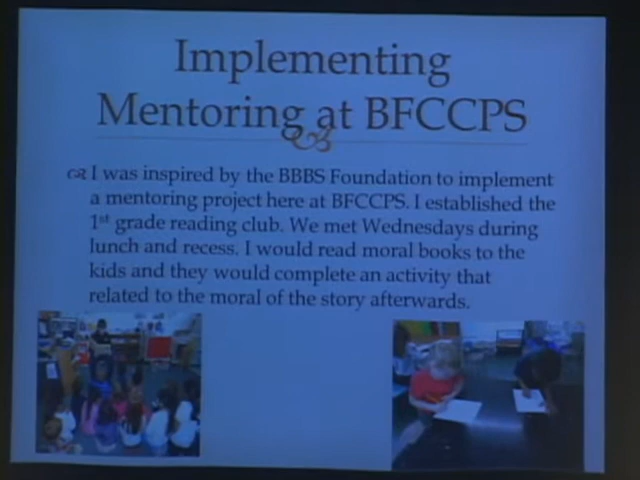 Implementing
Mentoring at BFCCPS
I was inspired by the BBBS Foundation to implement
a mentoring project here at BFCCPS. I established the
1st grade reading club. We met Wednesdays during
lunch and recess. I would read moral books to the
kids and they would complete an activity that
related to the moral of the story afterwards.